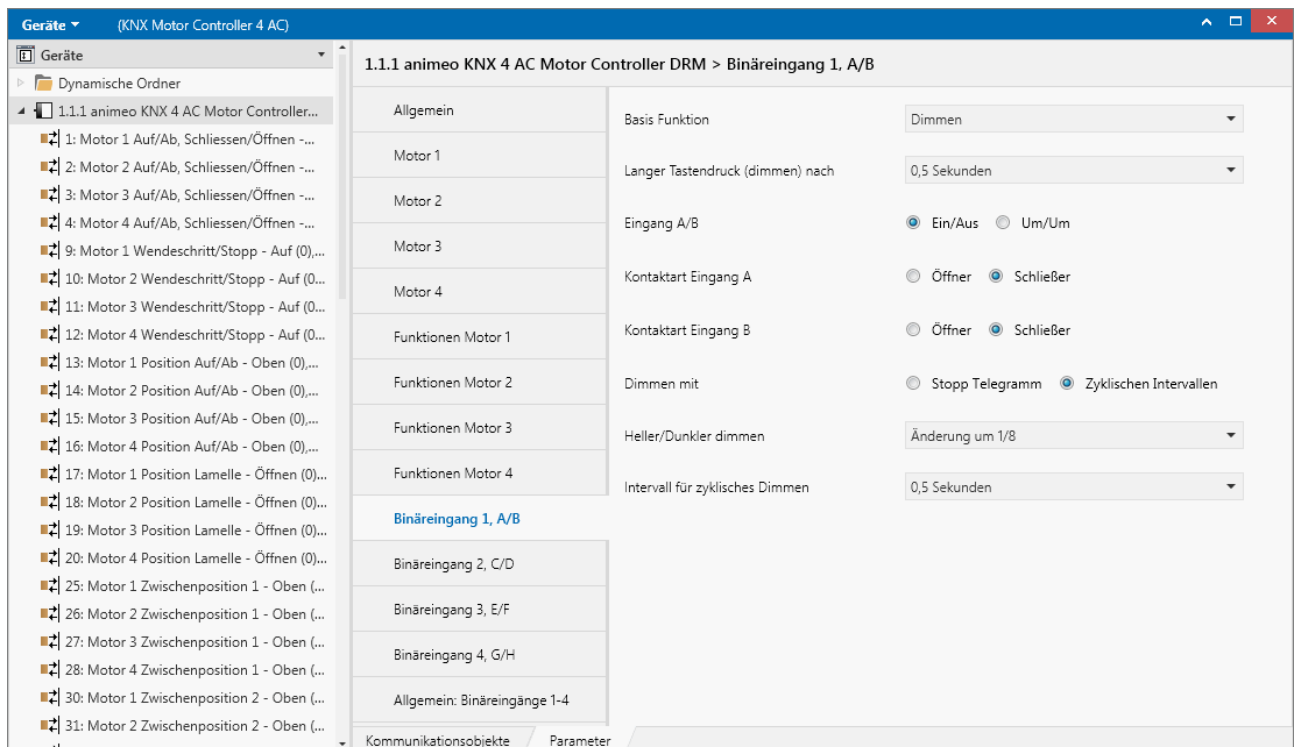 Geräte (KNX Motor Controller 4 AC)
Geräte
Dynamische Ordner
1.1.1 animeo KNX 4 AC Motor Controller...
1: Motor 1 Auf/Ab, Schliessen/Öffnen -...
2: Motor 2 Auf/Ab, Schliessen/Öffnen -...
3: Motor 3 Auf/Ab, Schliessen/Öffnen -...
4: Motor 4 Auf/Ab, Schliessen/Öffnen -...
9: Motor 1 Wendeschritt/Stopp - Auf (0),...
10: Motor 2 Wendeschritt/Stopp - Auf (0...
11: Motor 3 Wendeschritt/Stopp - Auf (0...
12: Motor 4 Wendeschritt/Stopp - Auf (0...
13: Motor 1 Position Auf/Ab - Oben (0),...
14: Motor 2 Position Auf/Ab - Oben (0),...
15: Motor 3 Position Auf/Ab - Oben (0),...
16: Motor 4 Position Auf/Ab - Oben (0),...
17: Motor 1 Position Lamelle - Öffnen (0)...
18: Motor 2 Position Lamelle - Öffnen (0)...
19: Motor 3 Position Lamelle - Öffnen (0)...
20: Motor 4 Position Lamelle - Öffnen (0)...
25: Motor 1 Zwischenposition 1 - Oben (...
26: Motor 2 Zwischenposition 1 - Oben (...
27: Motor 3 Zwischenposition 1 - Oben (...
28: Motor 4 Zwischenposition 1 - Oben (...
30: Motor 1 Zwischenposition 2 - Oben (...
31: Motor 2 Zwischenposition 2 - Oben (...
1.1.1 animeo KNX 4 AC Motor Controller DRM > Binäreingang 1, A/B
Allgemein
Motor 1
Motor 2
Motor 3
Motor 4
Funktionen Motor 1
Funktionen Motor 2
Funktionen Motor 3
Funktionen Motor 4
Binäreingang 1, A/B
Binäreingang 2, C/D
Binäreingang 3, E/F
Binäreingang 4, G/H
Allgemein: Binäreingänge 1-4
Basis Funktion Dimmen
Langer Tastendruck (dimmen) nach 0,5 Sekunden
Eingang A/B Ein/Aus Um/Um
Kontaktart Eingang A Öffner Schließer
Kontaktart Eingang B Öffner Schließer
Dimmen mit Stopp Telegramm Zyklischen Intervallen
Heller/Dunkler dimmen Änderung um 1/8
Intervall für zyklisches Dimmen 0,5 Sekunden
Kommunikationsobjekte Parameter